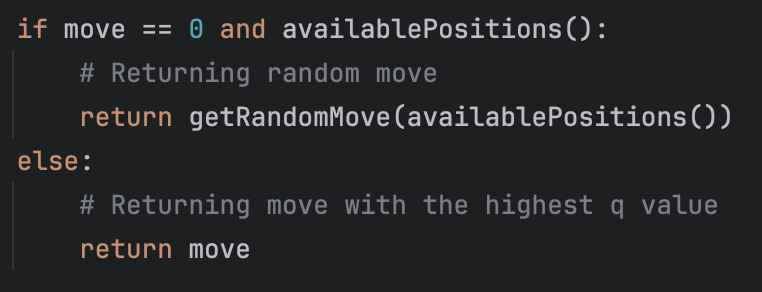 if move == 0 and availablePositions():
    # Returning random move
    return getRandomMove(availablePositions())
else:
    # Returning move with the highest q value
    return move